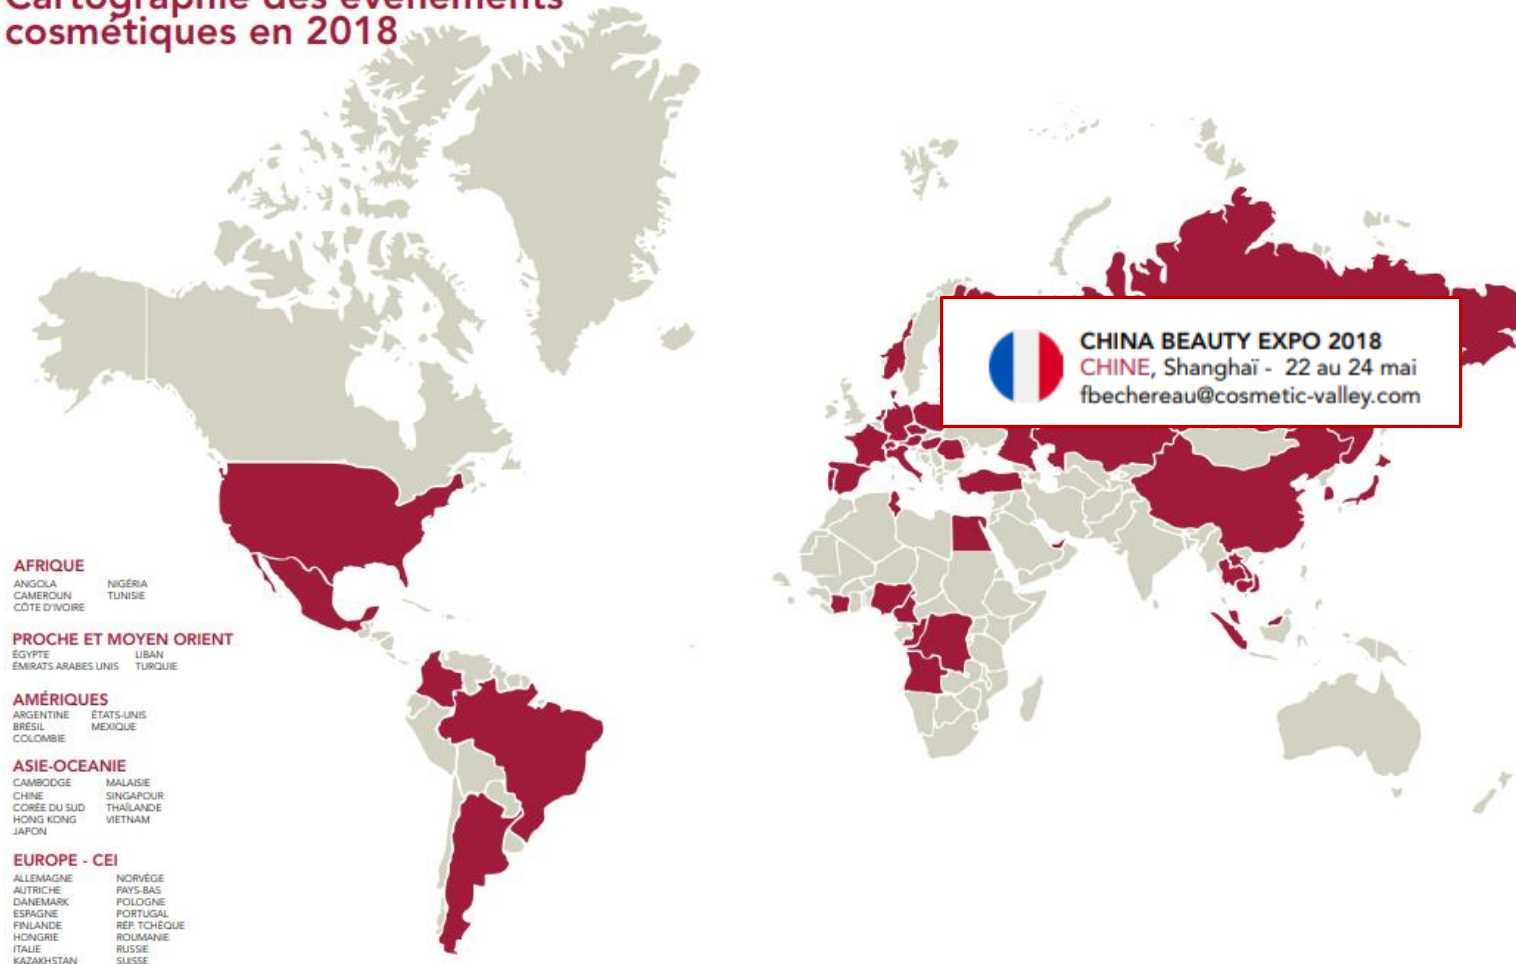 Cartographie des événements
cosmétiques en 2018
CHINA BEAUTY EXPO 2018
CHINE, Shanghaï - 22 au 24 mai
fbechereau@cosmetic-valley.com
AFRIQUE
ANGOLA NIGÉRIA
CAMEROUN TUNISIE
CÔTE D'IVOIRE
PROCHE ET MOYEN ORIENT
ÉGYPTE LIBAN
ÉMIRATS ARABES UNIS TURQUIE
AMÉRIQUES
ARGENTINE ÉTATS-UNIS
BRÉSIL MEXIQUE
COLOMBIE
ASIE-OCEANIE
CAMBODGE MALAISIE
CHINE SINGAPOUR
CORÉE DU SUD THAÏLANDE
HONG KONG VIETNAM
JAPON
EUROPE - CEI
ALLEMAGNE NORVÈGE
AUTRICHE PAYS-BAS
DANEMARK POLOGNE
ESPAGNE PORTUGAL
FINLANDE RÉP. TCHÈQUE
HONGRIE ROUMANIE
ITALIE RUSSIE
KAZAKHSTAN SUISSE